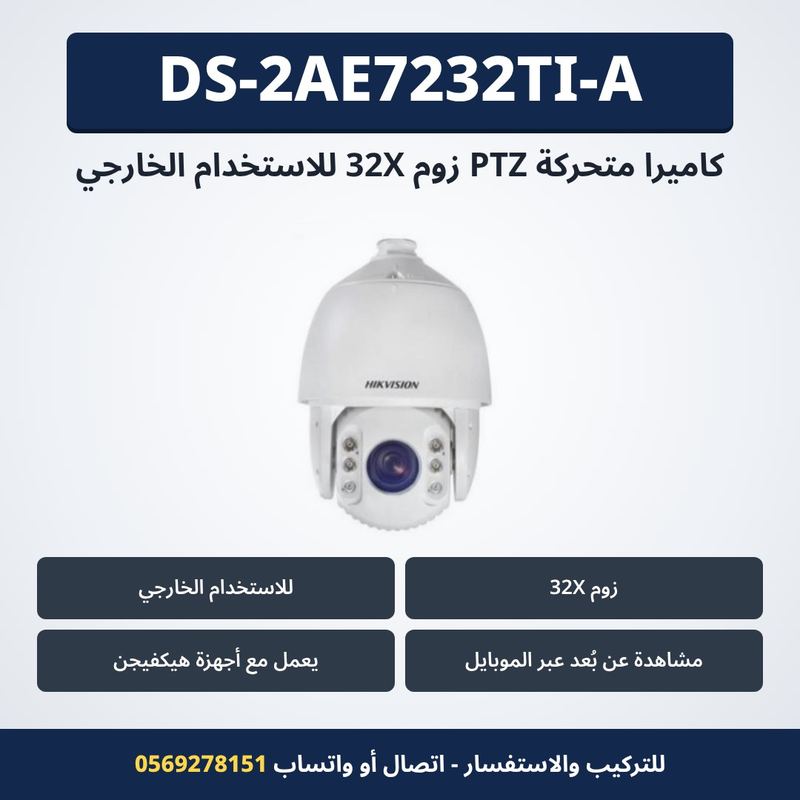 DS-2AE7232TI-A
كاميرا متحركة PTZ زوم 32X للاستخدام الخارجي
HIKVISION
زوم 32X
للاستخدام الخارجي
مشاهدة عن بُعد عبر الموبايل
يعمل مع أجهزة هيكفيجن
للتركيب والاستفسار - اتصال أو واتساب 0569278151